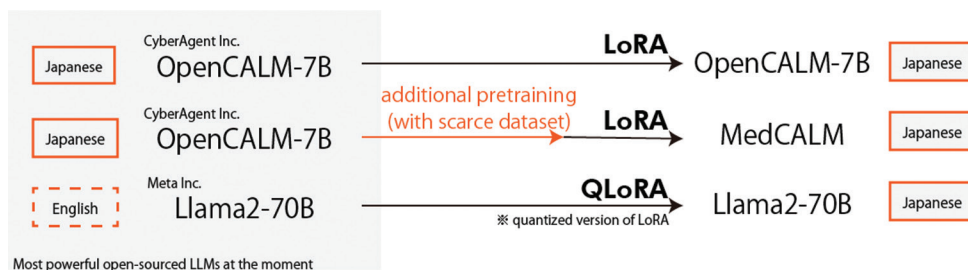 CyberAgent Inc.
Japanese OpenCALM-7B LoRA OpenCALM-7B Japanese
additional pretraining
CyberAgent Inc.
(with scarce dataset)
Japanese OpenCALM-7B LoRA MedCALM Japanese
Meta Inc.
English Llama2-70B QLoRA Llama2-70B Japanese
※ quantized version of LoRA
Most powerful open-sourced LLMs at the moment